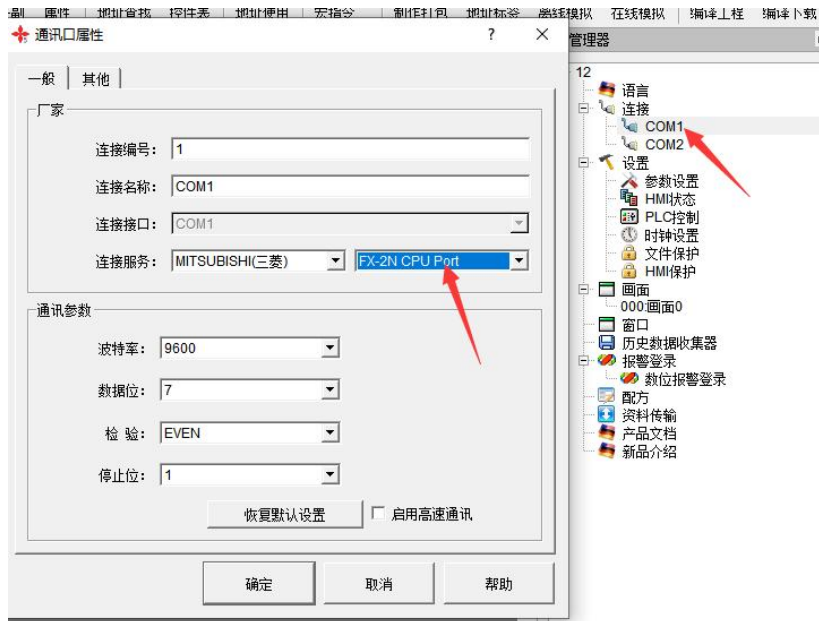 属性
地址查找
控件表
地址使用
宏指令
制作打包
地址标签
离线模拟
在线模拟
编译工程
编译下载
通讯口属性
?
管理器
一般
其他
厂家
连接编号:
1
连接名称:
COM1
连接接口:
COM1
连接服务:
MITSUBISHI(三菱)
FX-2N CPU Port
通讯参数
波特率:
9600
数据位:
7
检 验:
EVEN
停止位:
1
恢复默认设置
启用高速通讯
确定
取消
帮助
12
语言
连接
COM1
COM2
设置
参数设置
HMI状态
PLC控制
时钟设置
文件保护
HMI保护
画面
000:画面0
窗口
历史数据收集器
报警登录
数位报警登录
配方
资料传输
产品文档
新品介绍